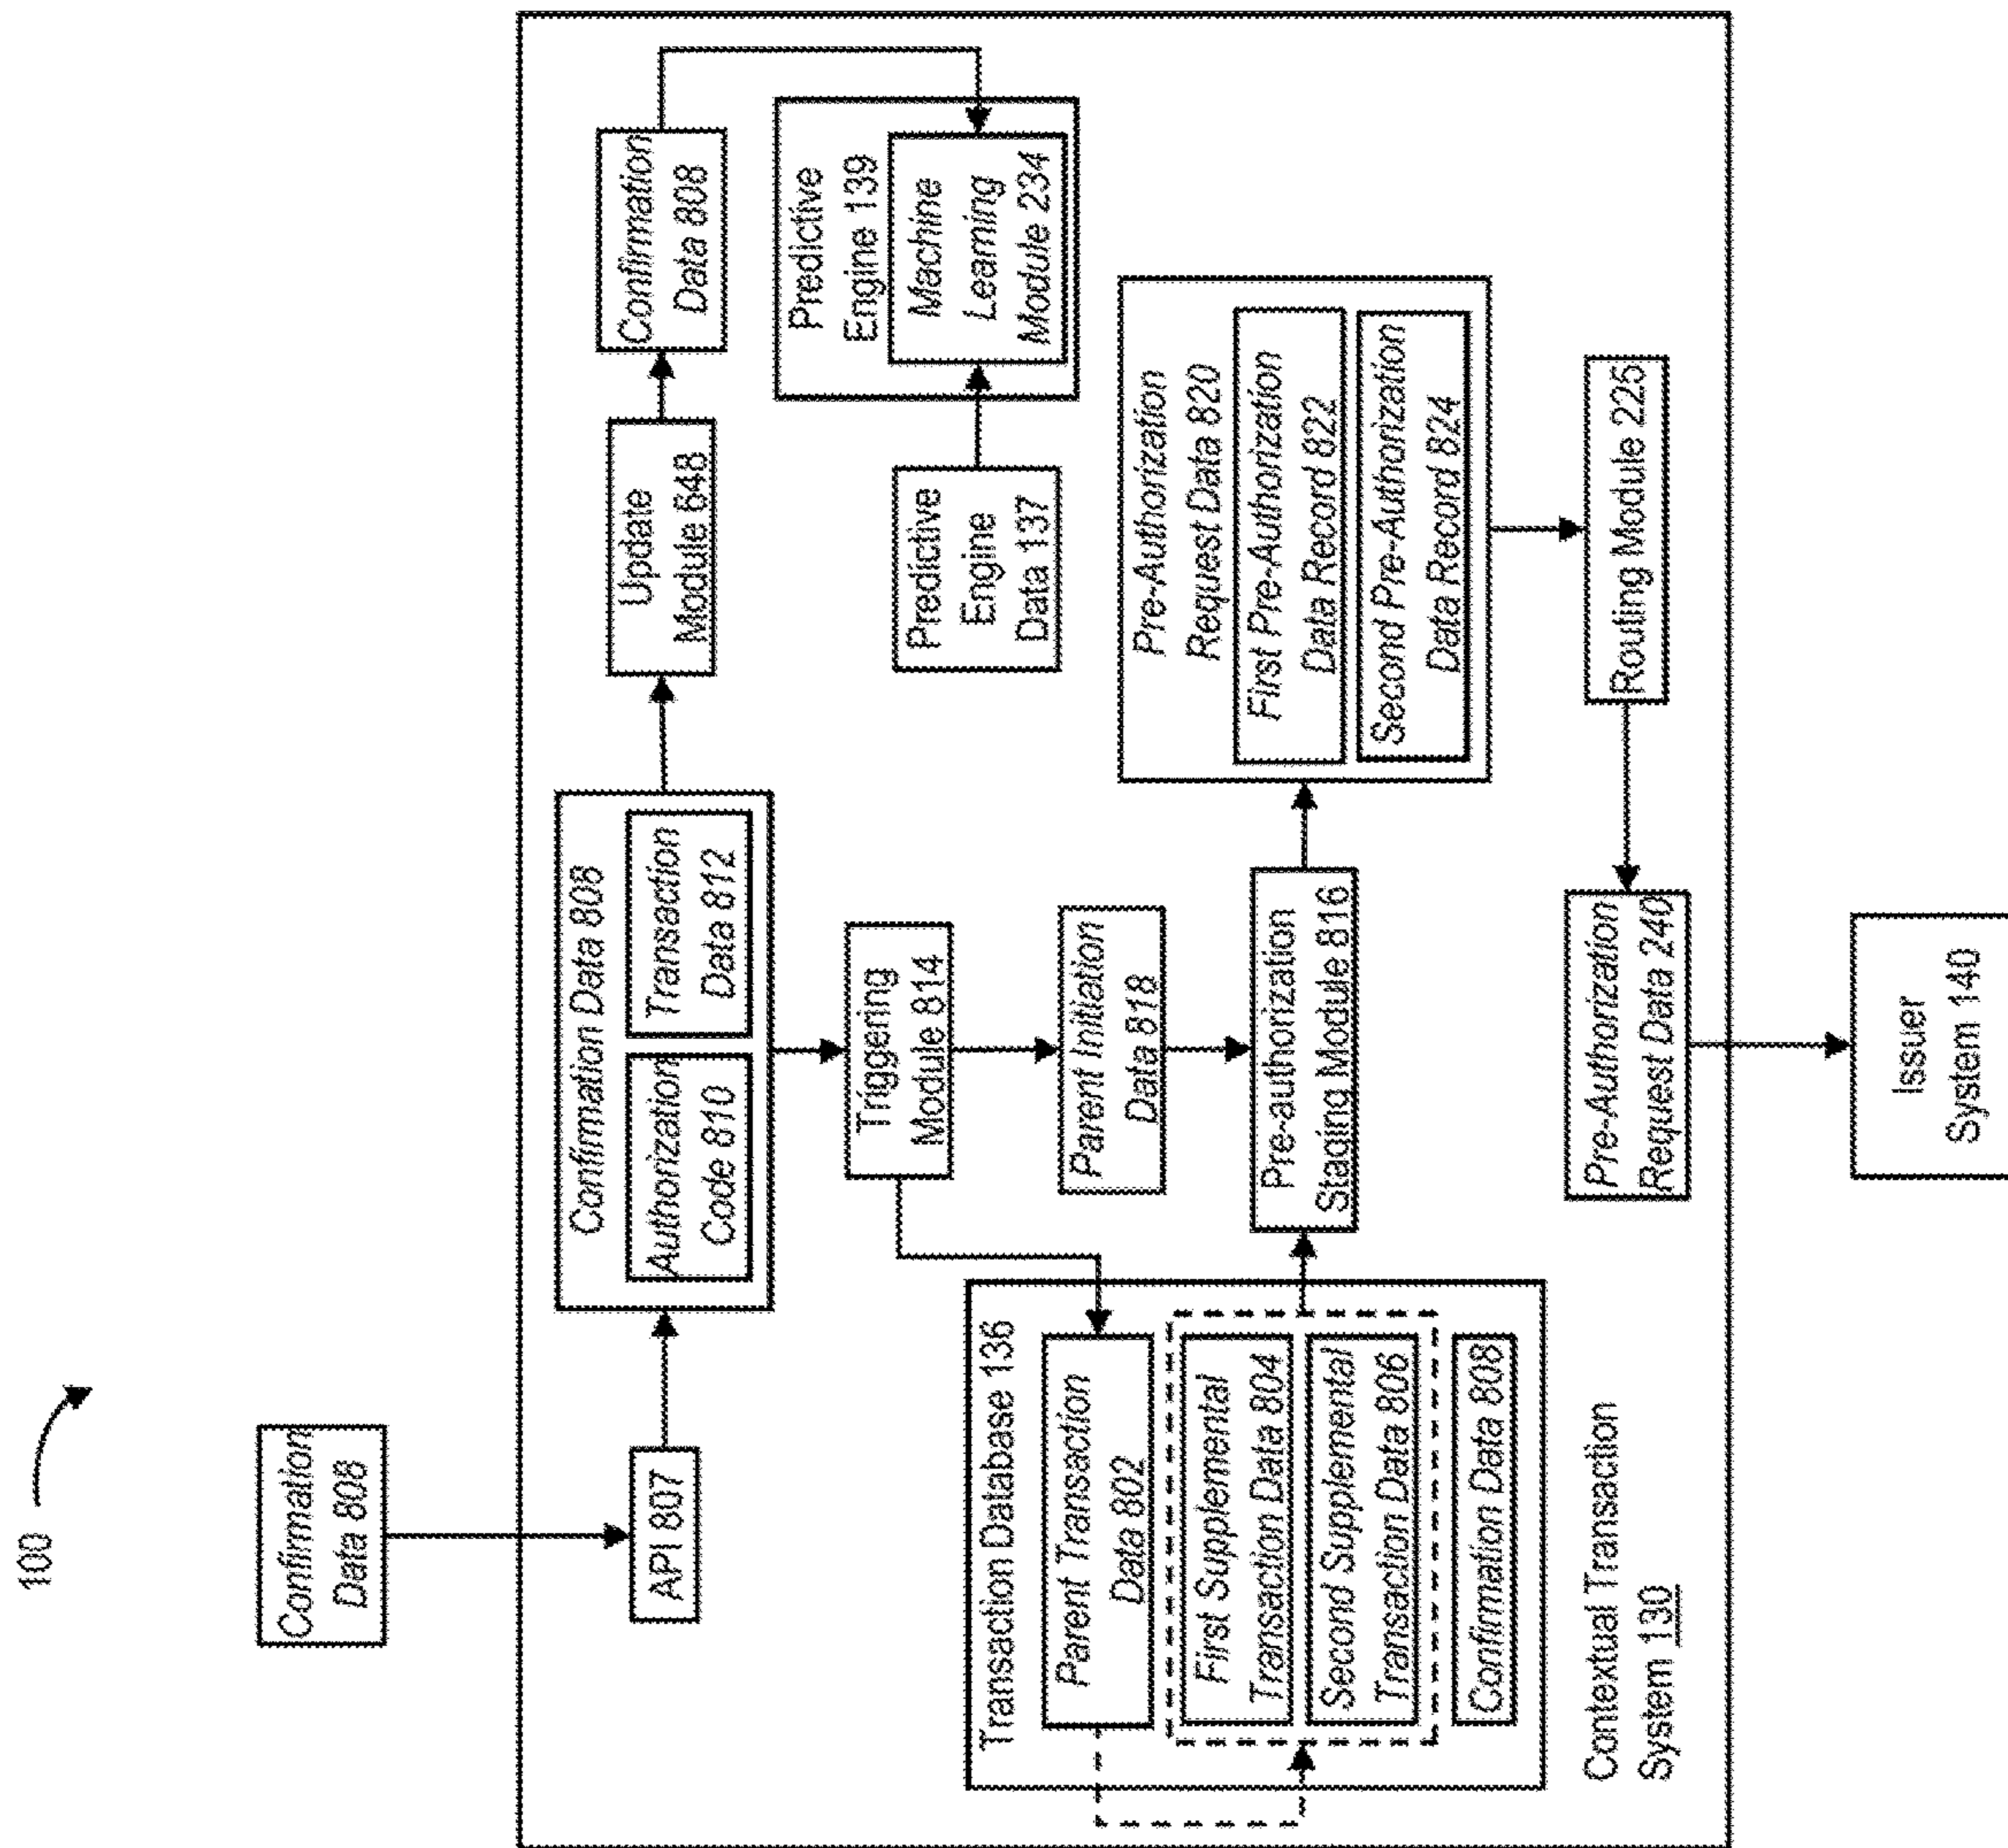 100
Confirmation
Data 808
API 807
Confirmation Data 808
Authorization
Code 810
Transaction
Data 812
Update
Module 648
Confirmation
Data 808
Predictive
Engine 139
Machine
Learning
Module 234
Predictive
Engine
Data 137
Triggering
Module 814
Parent Initiation
Data 818
Transaction Database 136
Parent Transaction
Data 802
First Supplemental
Transaction Data 804
Second Supplemental
Transaction Data 806
Confirmation Data 808
Pre-authorization
Staging Module 816
Pre-Authorization
Request Data 820
First Pre-Authorization
Data Record 822
Second Pre-Authorization
Data Record 824
Routing Module 226
Pre-Authorization
Request Data 240
Contextual Transaction
System 130
Issuer
System 140